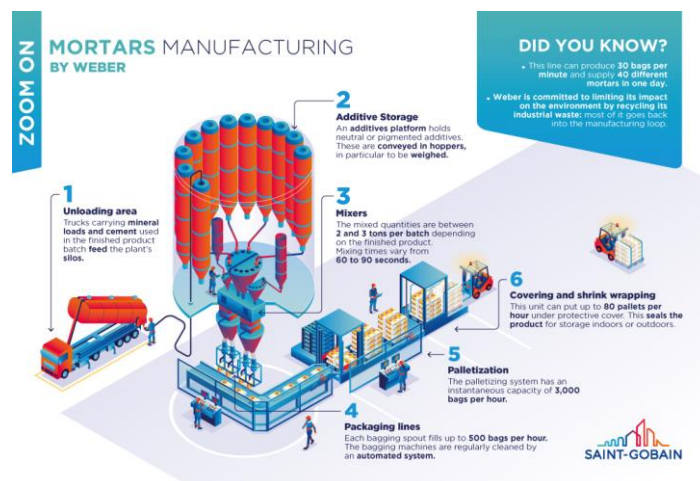 ZOOM ON
MORTARS MANUFACTURING
BY WEBER
DID YOU KNOW?
• This line can produce 30 bags per
minute and supply 40 different
mortars in one day.
• Weber is committed to limiting its impact
on the environment by recycling its
industrial waste: most of it goes back
into the manufacturing loop.
1
Unloading area
Trucks carrying mineral
loads and cement used
in the finished product
batch feed the plant's
silos.
2
Additive Storage
An additives platform holds
neutral or pigmented additives.
These are conveyed in hoppers,
in particular to be weighed.
3
Mixers
The mixed quantities are between
2 and 3 tons per batch depending
on the finished product.
Mixing times vary from
60 to 90 seconds.
4
Packaging lines
Each bagging spout fills up to 500 bags per hour.
The bagging machines are regularly cleaned by
an automated system.
5
Palletization
The palletizing system has an
instantaneous capacity of 3,000
bags per hour.
6
Covering and shrink wrapping
This unit can put up to 80 pallets per
hour under protective cover. This seals the
product for storage indoors or outdoors.
SAINT-GOBAIN